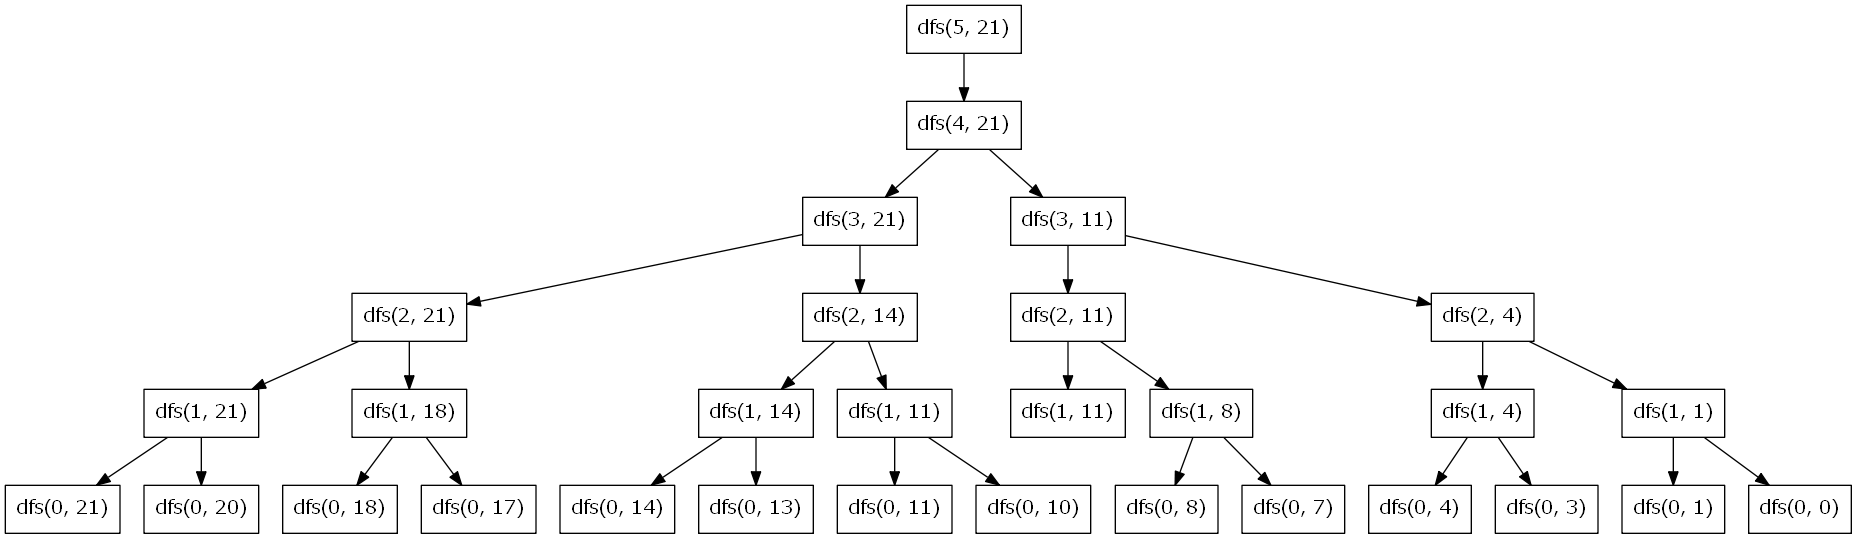 dfs(5, 21)
dfs(4, 21)
dfs(3, 21)
dfs(3, 11)
dfs(2, 21)
dfs(2, 14)
dfs(2, 11)
dfs(2, 4)
dfs(1, 21)
dfs(1, 18)
dfs(1, 14)
dfs(1, 11)
dfs(1, 11)
dfs(1, 8)
dfs(1, 4)
dfs(1, 1)
dfs(0, 21)
dfs(0, 20)
dfs(0, 18)
dfs(0, 17)
dfs(0, 14)
dfs(0, 13)
dfs(0, 11)
dfs(0, 10)
dfs(0, 8)
dfs(0, 7)
dfs(0, 4)
dfs(0, 3)
dfs(0, 1)
dfs(0, 0)